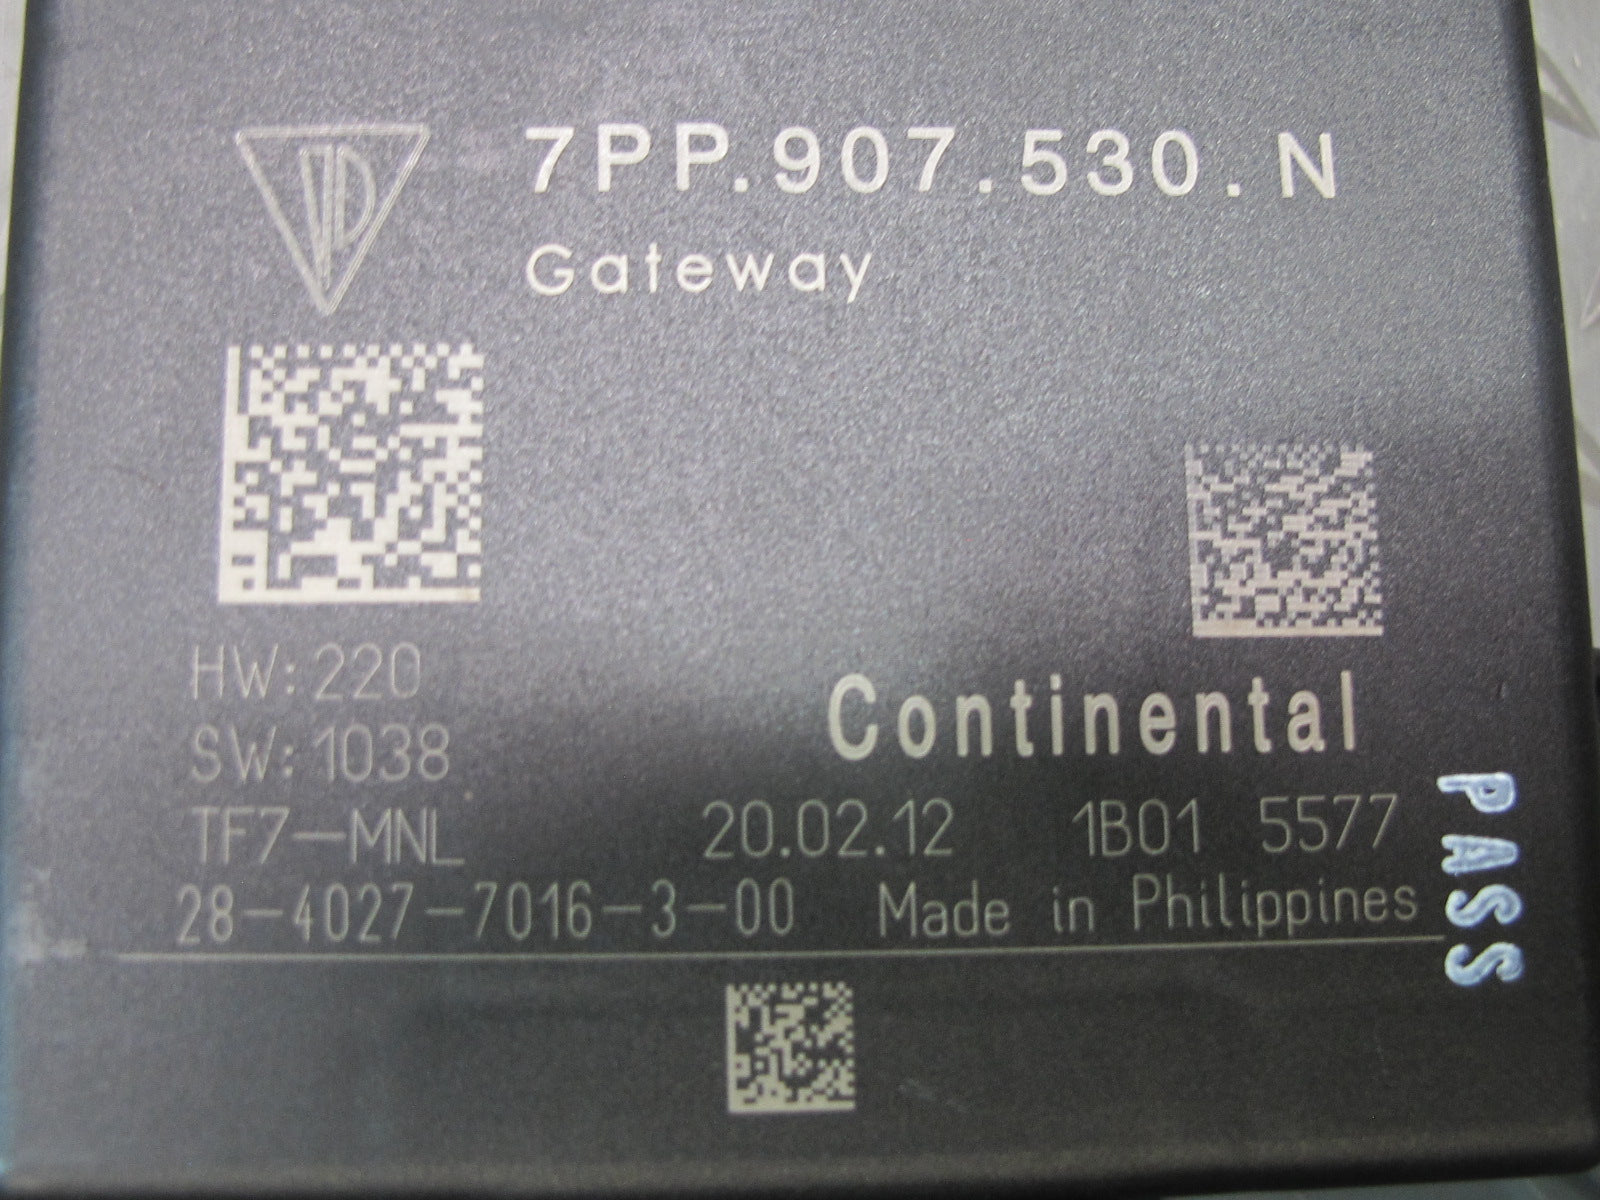 7PP.907.530.N
Gateway
HW: 220
SW: 1038
Continental
TF7-MNL 20.02.12 1B01 5577
28-4027-7016-3-00 Made in Philippines
PASS